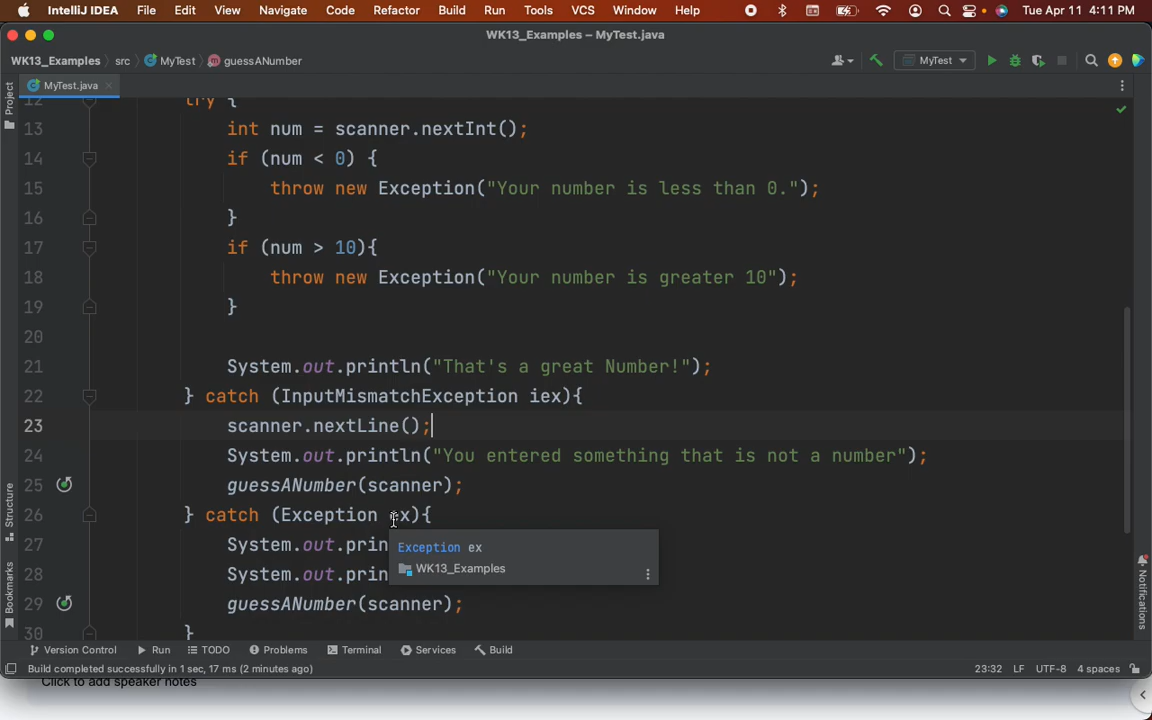 IntelliJ IDEA File Edit View Navigate Code Refactor Build Run Tools VCS Window Help Tue Apr 11 4:11 PM
WK13_Examples – MyTest.java
WK13_Examples src MyTest guessANumber MyTest
Project
MyTest.java
12 try {
13 int num = scanner.nextInt();
14 if (num < 0) {
15 throw new Exception("Your number is less than 0.");
16 }
17 if (num > 10){
18 throw new Exception("Your number is greater 10");
19 }
20
21 System.out.println("That's a great Number!");
22 } catch (InputMismatchException iex){
23 scanner.nextLine();
24 System.out.println("You entered something that is not a number");
25 guessANumber(scanner);
26 } catch (Exception ex){
27 System.out.prin
Exception ex
WK13_Examples
28 System.out.prin
29 guessANumber(scanner);
30 }
Structure
Bookmarks
Notifications
Version Control Run TODO Problems Terminal Services Build
Build completed successfully in 1 sec, 17 ms (2 minutes ago) 23:32 LF UTF-8 4 spaces
Click to add speaker notes